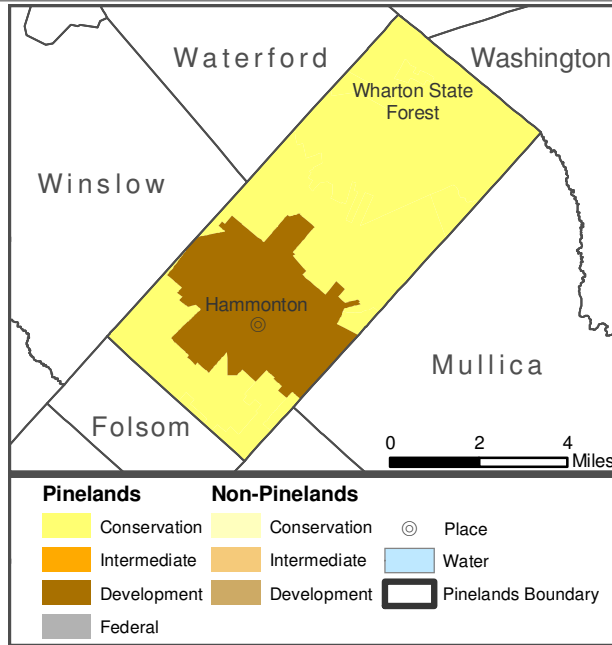 Waterford
Washington
Wharton State
Forest
Winslow
Hammonton
Mullica
Folsom
0 2 4
Miles
Pinelands Non-Pinelands
Conservation Conservation Place
Intermediate Intermediate Water
Development Development Pinelands Boundary
Federal